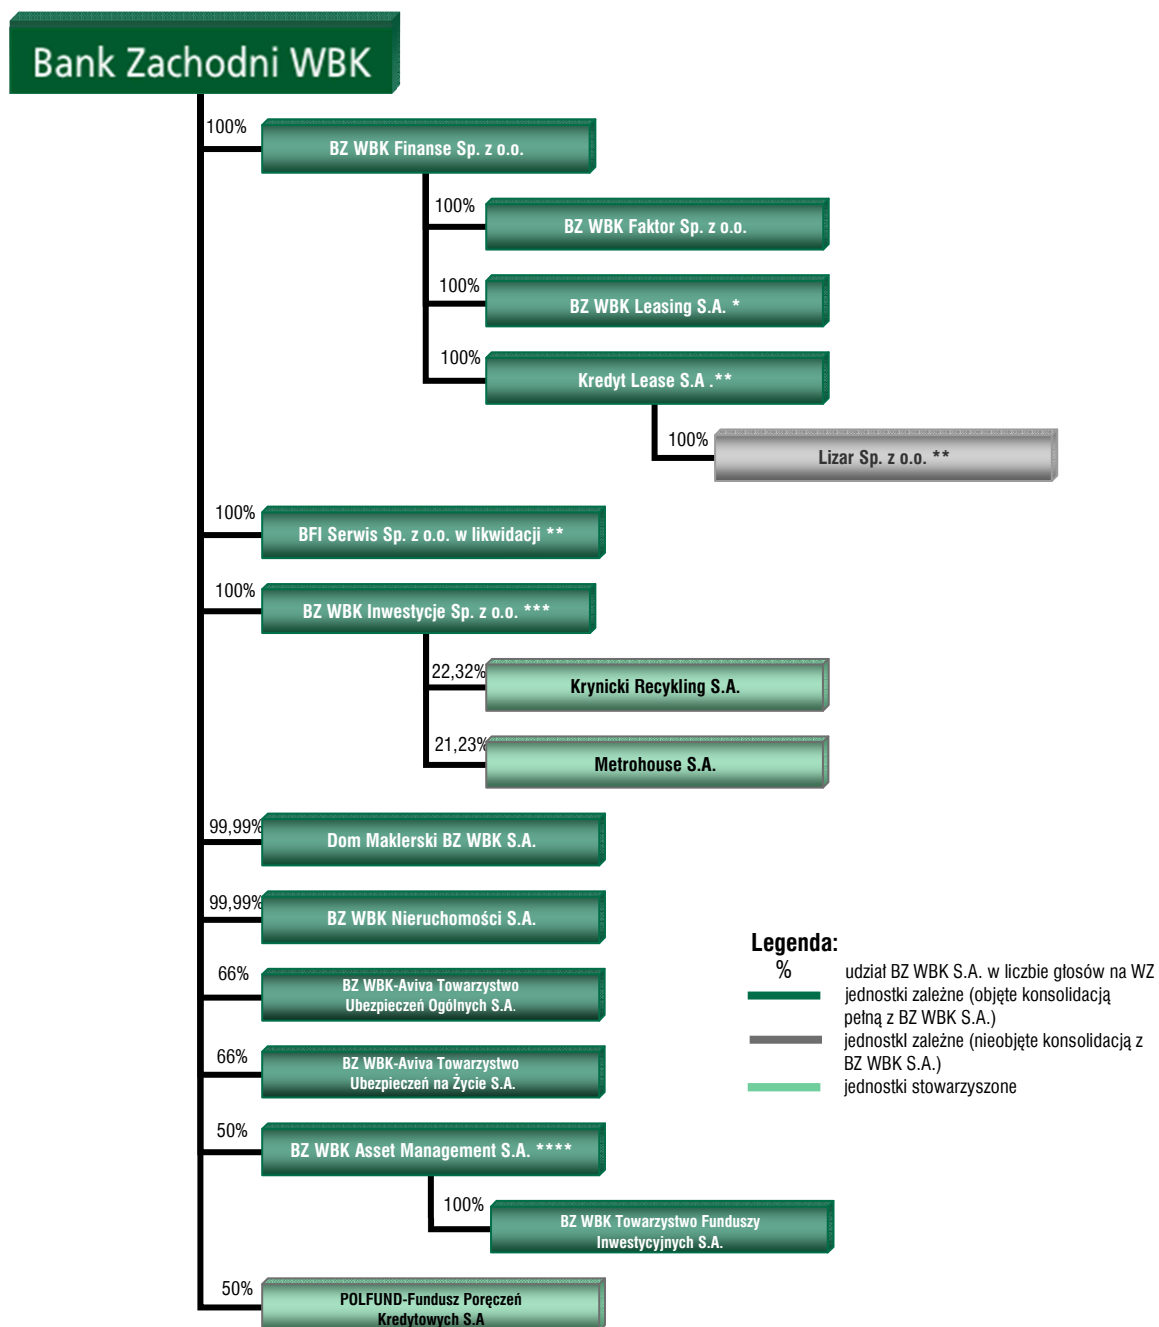 Bank Zachodni WBK
100%
BZ WBK Finanse Sp. z o.o.
100%
BZ WBK Faktor Sp. z o.o.
100%
BZ WBK Leasing S.A. *
100%
Kredyt Lease S.A .**
100%
Lizar Sp. z o.o. **
100%
BFI Serwis Sp. z o.o. w likwidacji **
100%
BZ WBK Inwestycje Sp. z o.o. ***
22,32%
Krynicki Recykling S.A.
21,23%
Metrohouse S.A.
99,99%
Dom Maklerski BZ WBK S.A.
99,99%
BZ WBK Nieruchomości S.A.
66%
BZ WBK-Aviva Towarzystwo
Ubezpieczeń Ogólnych S.A.
66%
BZ WBK-Aviva Towarzystwo
Ubezpieczeń na Życie S.A.
50%
BZ WBK Asset Management S.A. ****
100%
BZ WBK Towarzystwo Funduszy
Inwestycyjnych S.A.
50%
POLFUND-Fundusz Poręczeń
Kredytowych S.A
Legenda:
% udział BZ WBK S.A. w liczbie głosów na WZ
jednostki zależne (objęte konsolidacją
pełną z BZ WBK S.A.)
jednostkI zależne (nieobjęte konsolidacją z
BZ WBK S.A.)
jednostki stowarzyszone